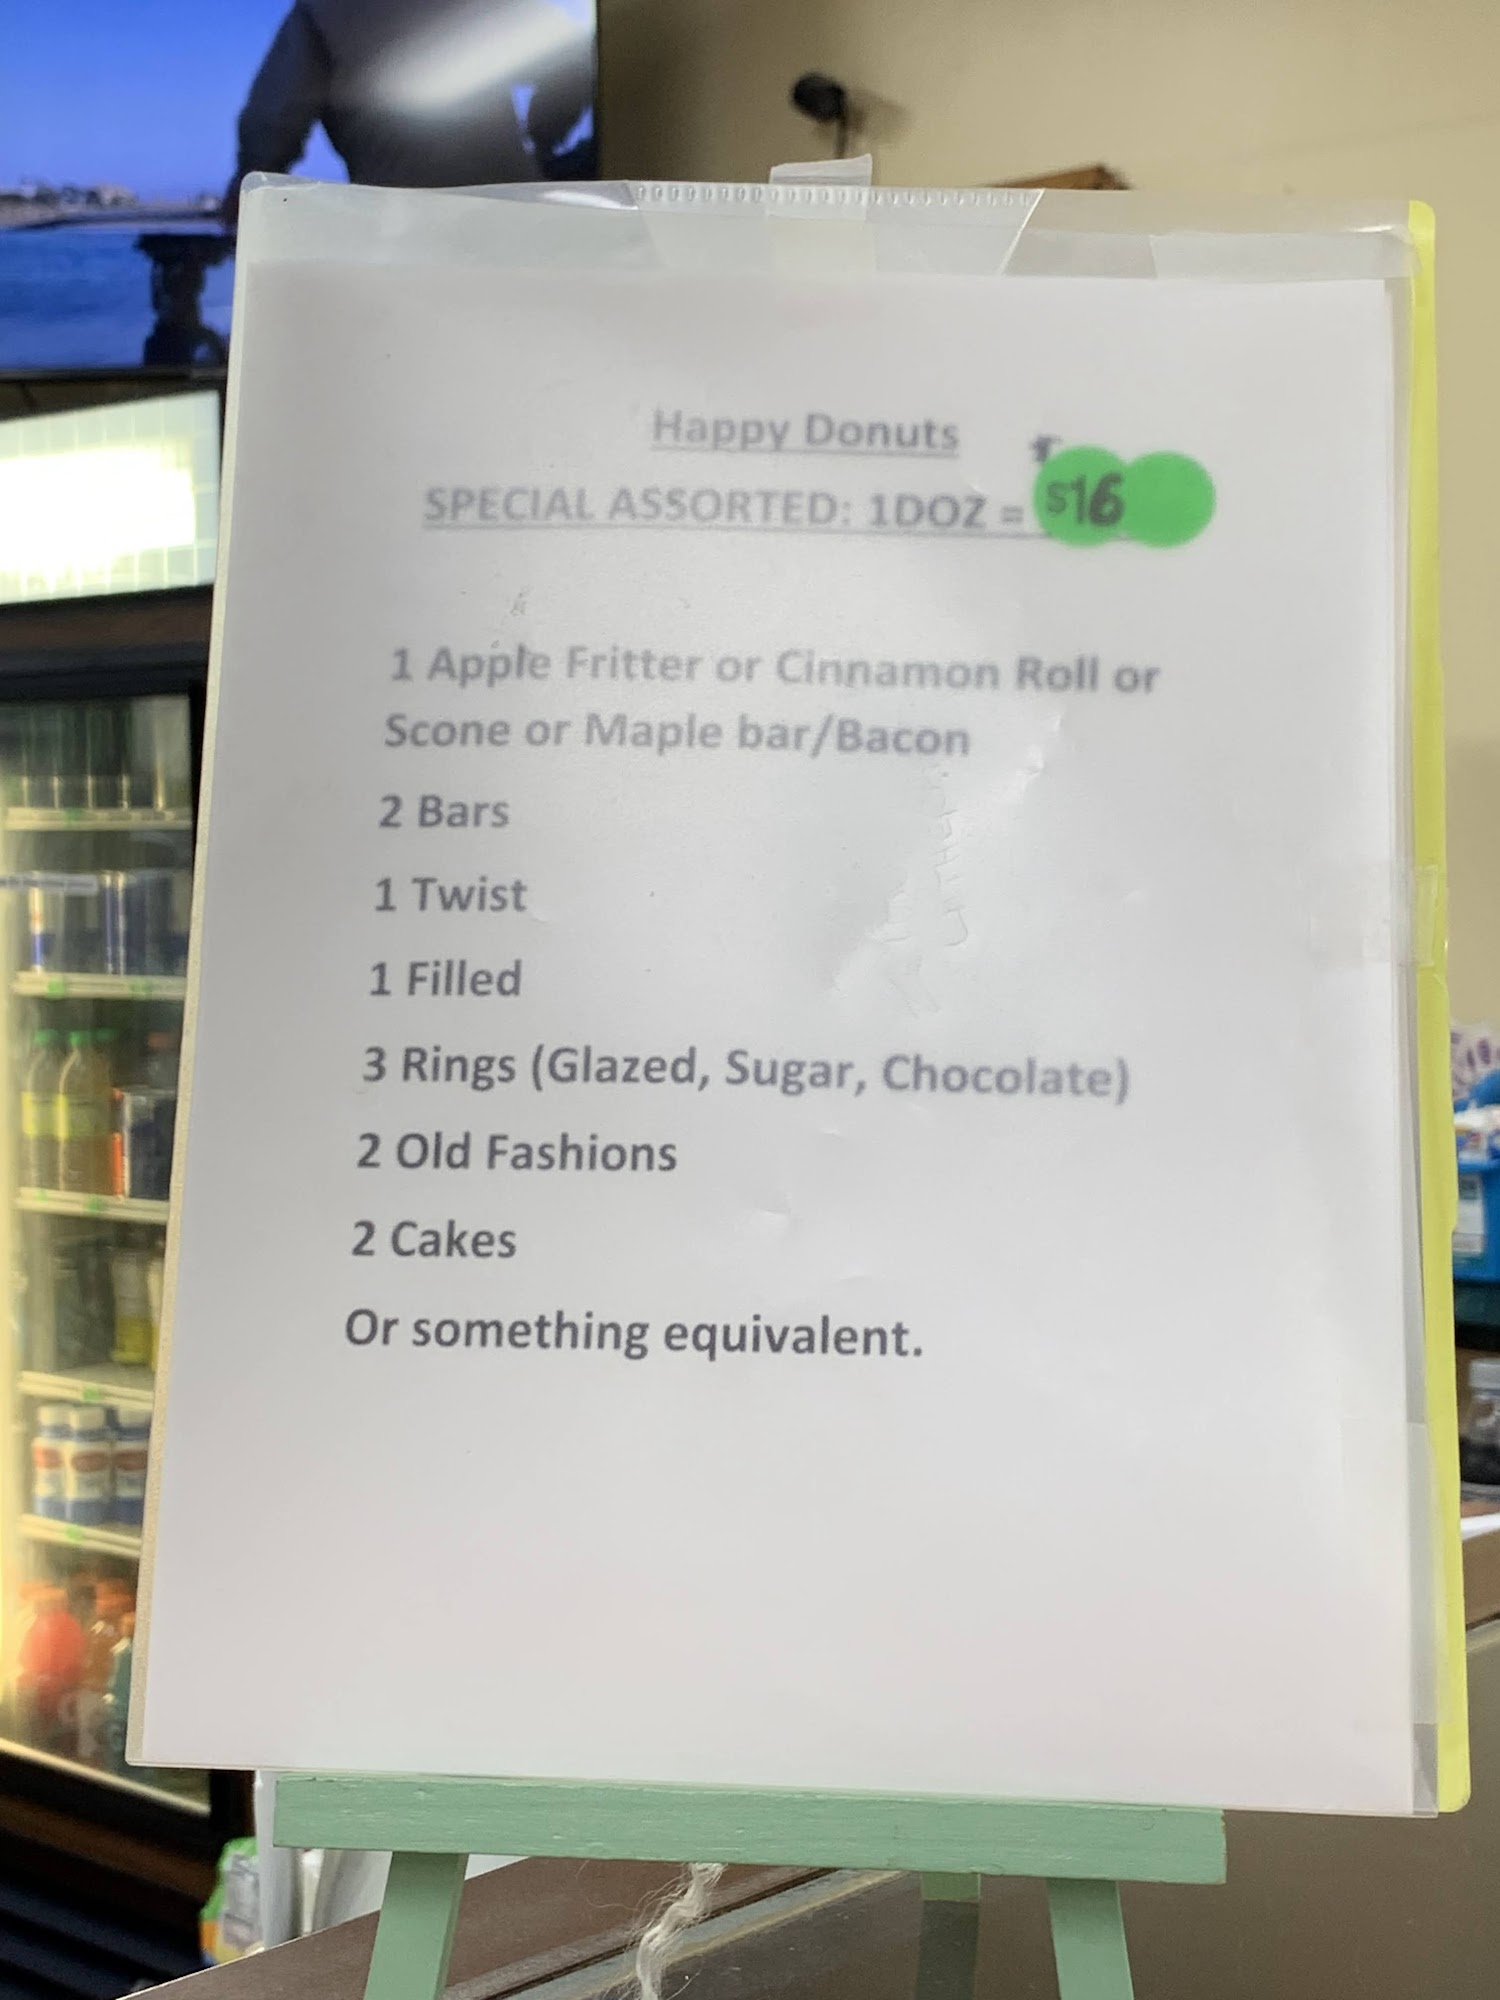 Happy Donuts
SPECIAL ASSORTED: 1DOZ = $16
1 Apple Fritter or Cinnamon Roll or
Scone or Maple bar/Bacon
2 Bars
1 Twist
1 Filled
3 Rings (Glazed, Sugar, Chocolate)
2 Old Fashions
2 Cakes
Or something equivalent.